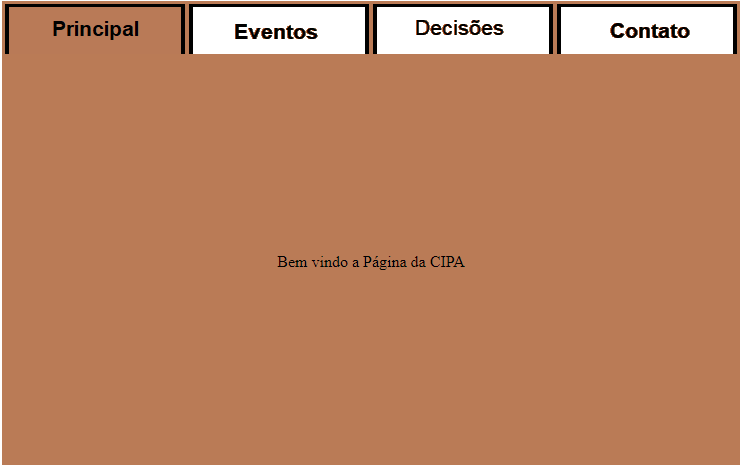 Principal Eventos Decisões Contato
Bem vindo a Página da CIPA